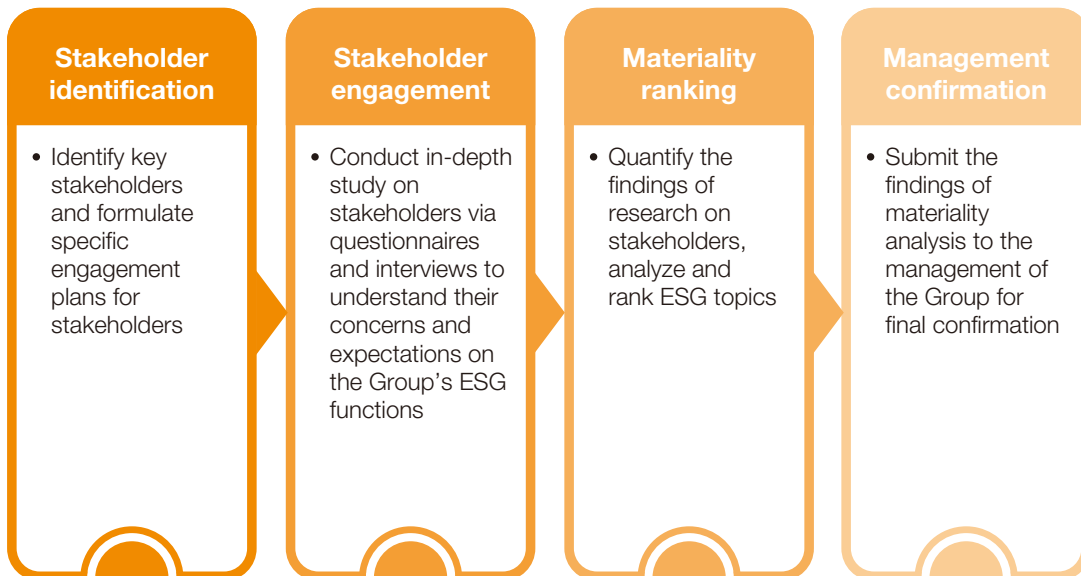 Stakeholder
identification
• Identify key
stakeholders
and formulate
specific
engagement
plans for
stakeholders
Stakeholder
engagement
• Conduct in-depth
study on
stakeholders via
questionnaires
and interviews to
understand their
concerns and
expectations on
the Group’s ESG
functions
Materiality
ranking
• Quantify the
findings of
research on
stakeholders,
analyze and
rank ESG topics
Management
confirmation
• Submit the
findings of
materiality
analysis to the
management of
the Group for
final confirmation